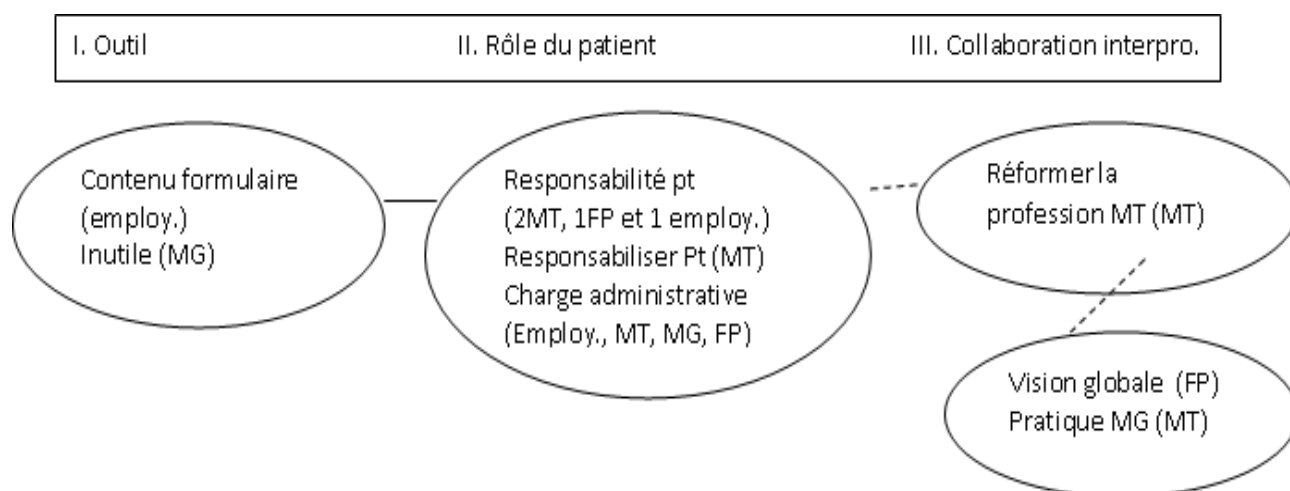 I. Outil II. Rôle du patient III. Collaboration interpro.
Contenu formulaire
(employ.)
Inutile (MG)
Responsabilité pt
(2MT, 1FP et 1 employ.)
Responsabiliser Pt (MT)
Charge administrative
(Employ., MT, MG, FP)
Réformer la
profession MT (MT)
Vision globale (FP)
Pratique MG (MT)